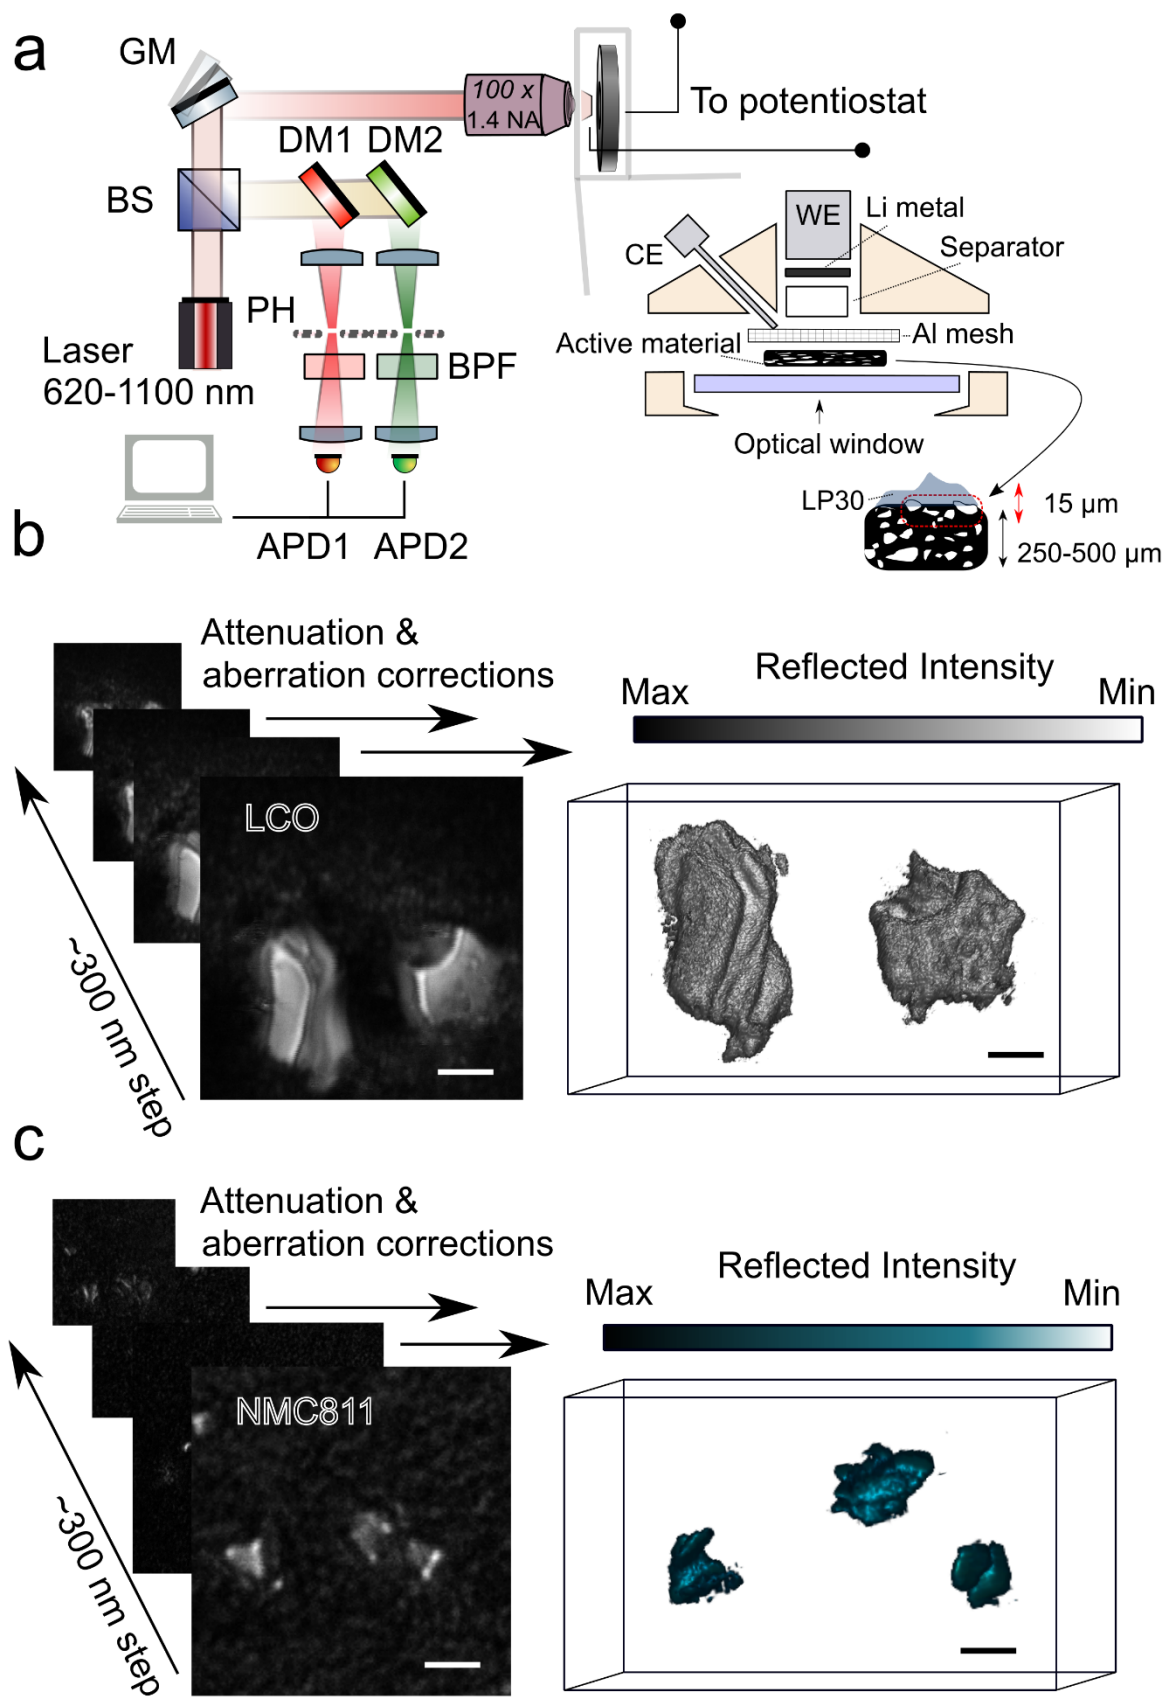 a
GM
100 x
1.4 NA
To potentiostat
DM1 DM2
BS
WE
Li metal
CE
Separator
PH
Al mesh
Active material
Laser
620-1100 nm
BPF
Optical window
LP30
15 µm
250-500 µm
APD1 APD2
b
Attenuation &
aberration corrections
Reflected Intensity
Max Min
LCO
~300 nm step
c
Attenuation &
aberration corrections
Reflected Intensity
Max Min
NMC811
~300 nm step